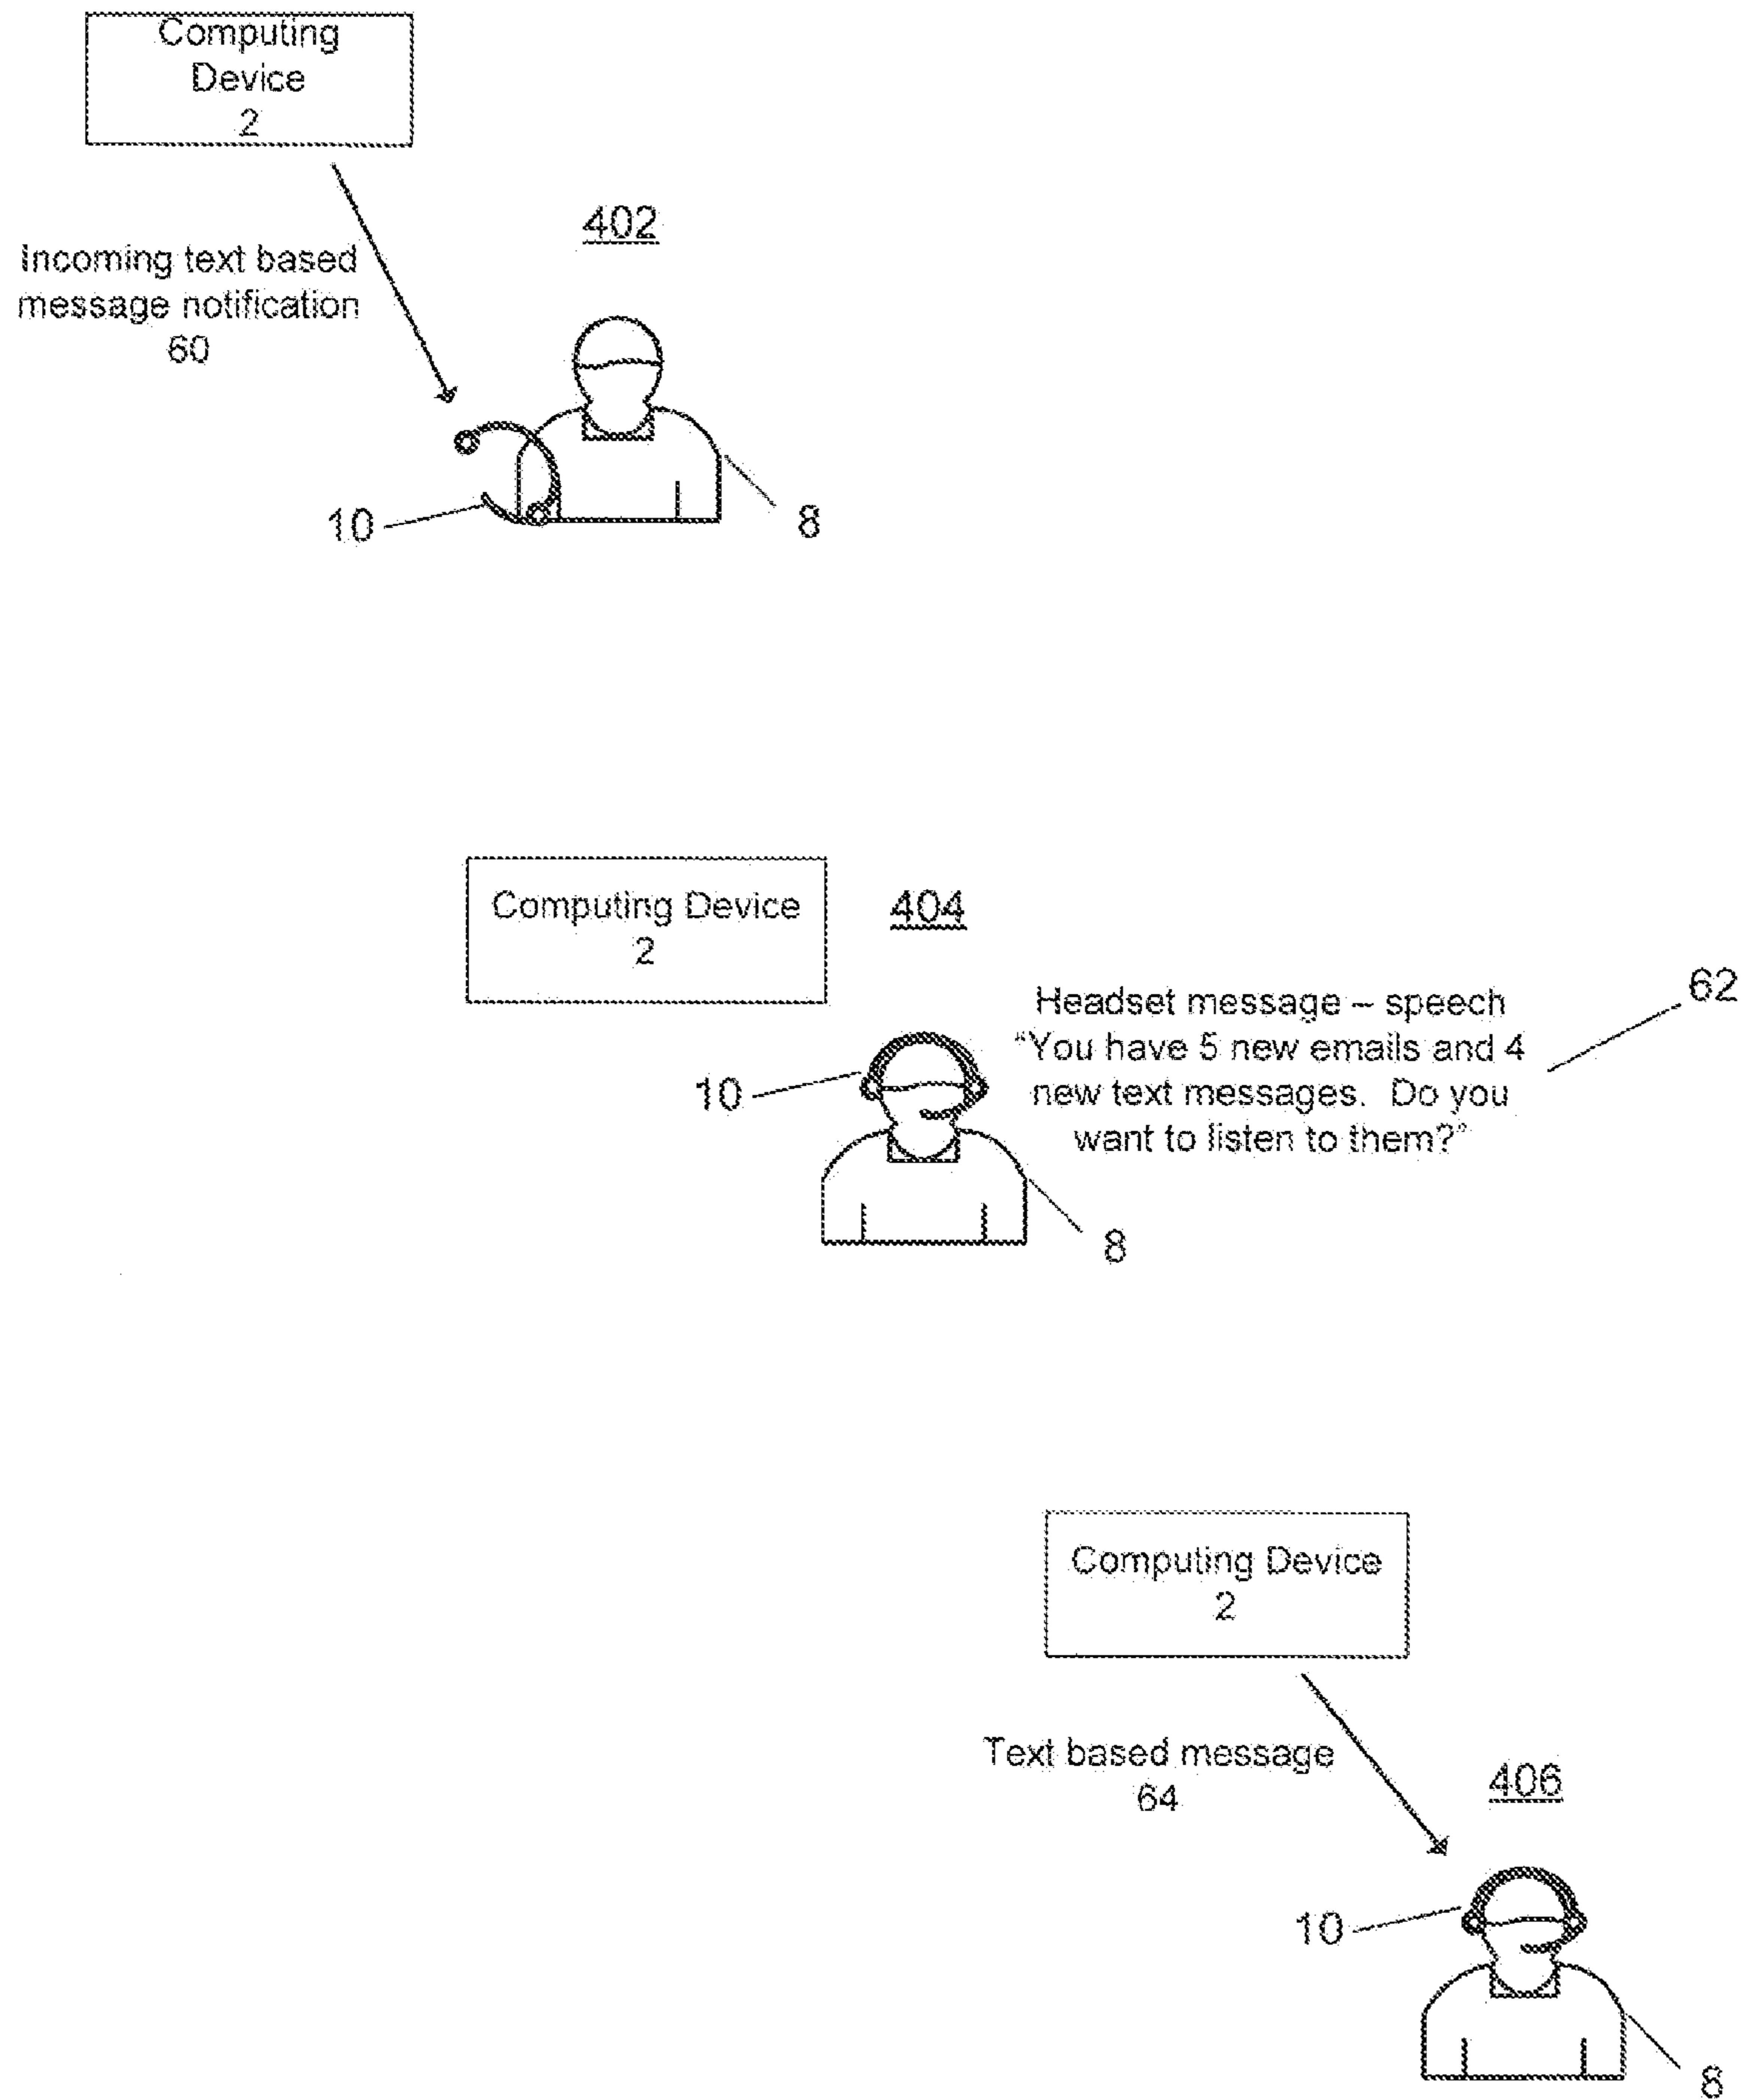 Computing
Device
2
402
Incoming text based
message notification
60
10
8
Computing Device
2
404
62
Headset message – speech
“You have 5 new emails and 4
new text messages. Do you
want to listen to them?”
10
8
Computing Device
2
Text based message
64
406
10
8